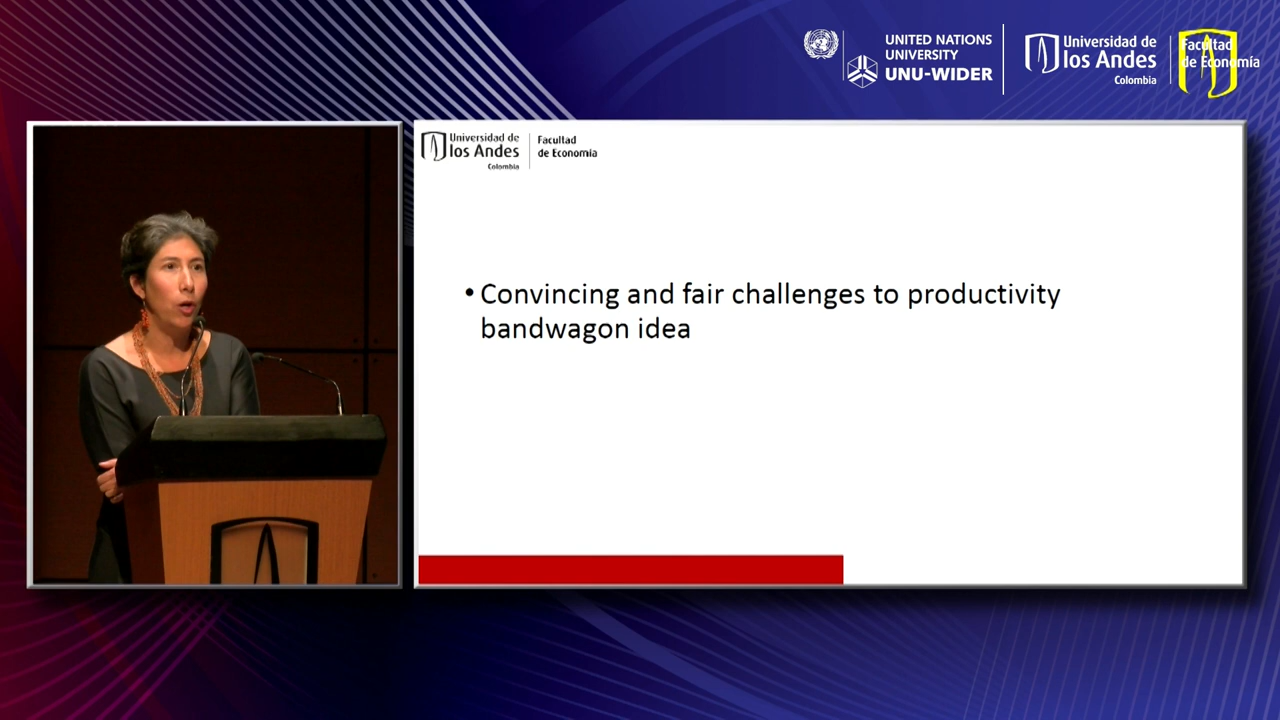 UNITED NATIONS
UNIVERSITY
UNU-WIDER
Universidad de
los Andes
Colombia
Facultad
de Economía
Universidad de
los Andes
Colombia
Facultad
de Economía
• Convincing and fair challenges to productivity
bandwagon idea